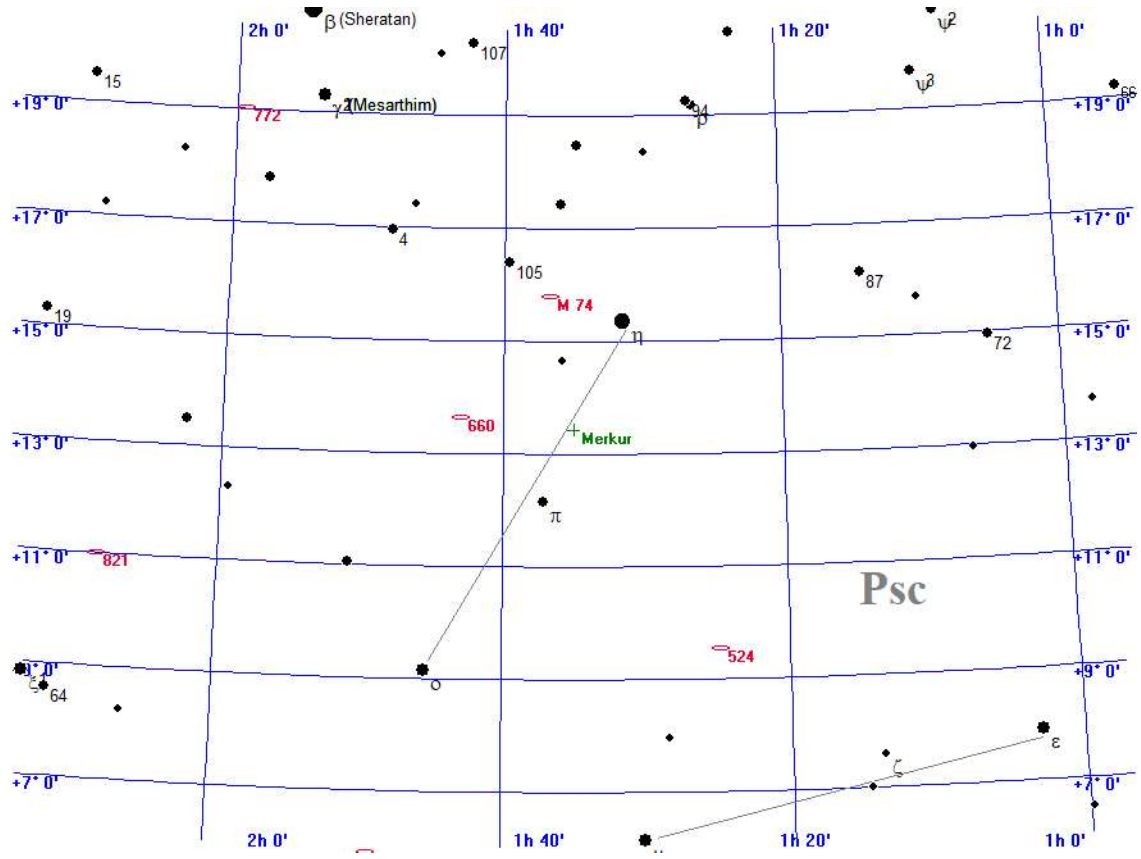 2h 0'
β (Sheratan)
107
1h 40'
1h 20'
ψ²
1h 0'
15
ψ³
+19° 0'
772
(Mesarthim)
94
ρ
+19° 0'
+17° 0'
4
+17° 0'
105
87
19
M 74
+15° 0'
η
72
+15° 0'
660
Merkur
+13° 0'
+13° 0'
π
+11° 0'
821
+11° 0'
Psc
524
ο
+9° 0'
64
ε
ζ
+7° 0'
+7° 0'
2h 0'
1h 40'
1h 20'
1h 0'